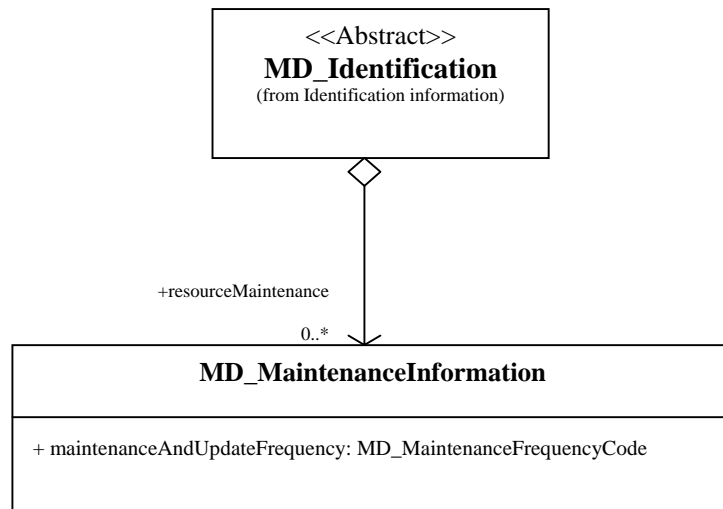 <<Abstract>>
MD_Identification
(from Identification information)
+resourceMaintenance
0..*
MD_MaintenanceInformation
+ maintenanceAndUpdateFrequency: MD_MaintenanceFrequencyCode